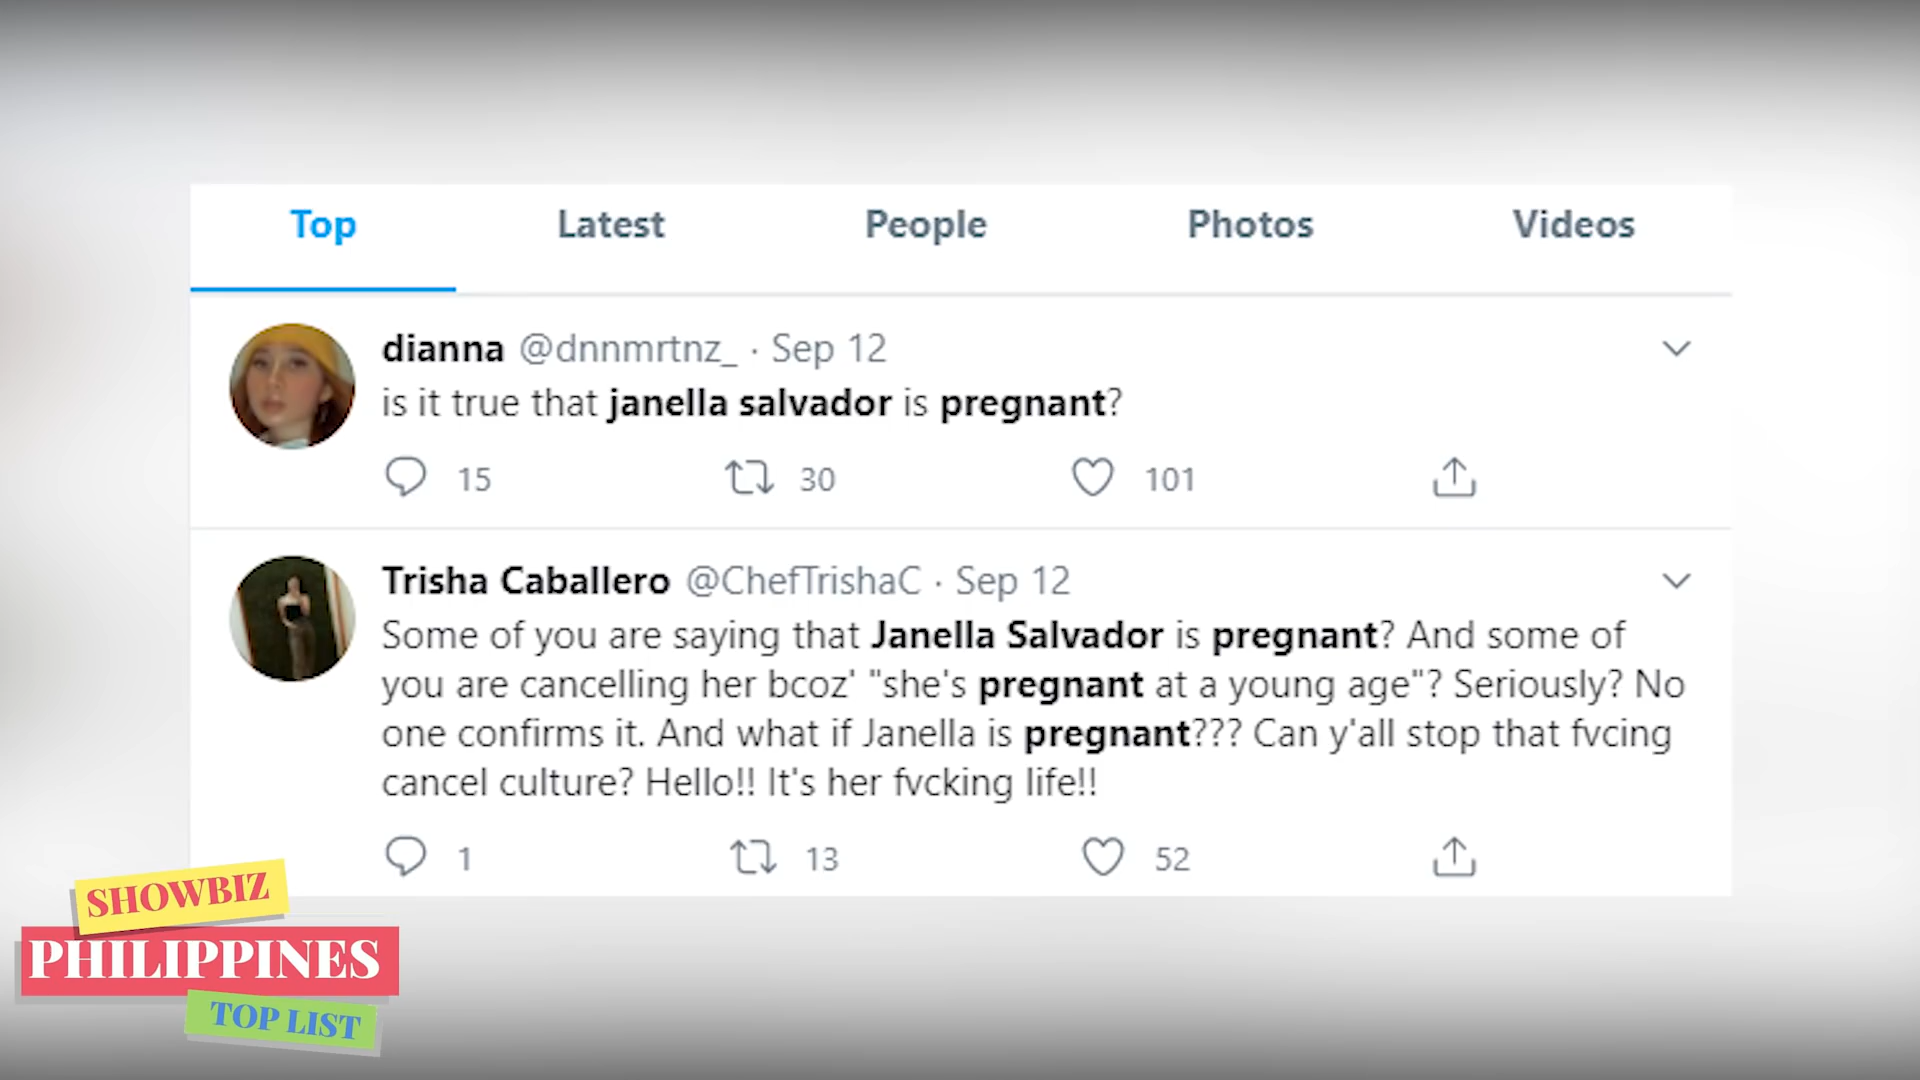 Top Latest People Photos Videos
dianna @dnnmrtnz_ · Sep 12
is it true that janella salvador is pregnant?
15 30 101
Trisha Caballero @ChefTrishaC · Sep 12
Some of you are saying that Janella Salvador is pregnant? And some of
you are cancelling her bcoz' "she's pregnant at a young age"? Seriously? No
one confirms it. And what if Janella is pregnant??? Can y'all stop that fvcing
cancel culture? Hello!! It's her fvcking life!!
1 13 52
SHOWBIZ
PHILIPPINES
TOP LIST